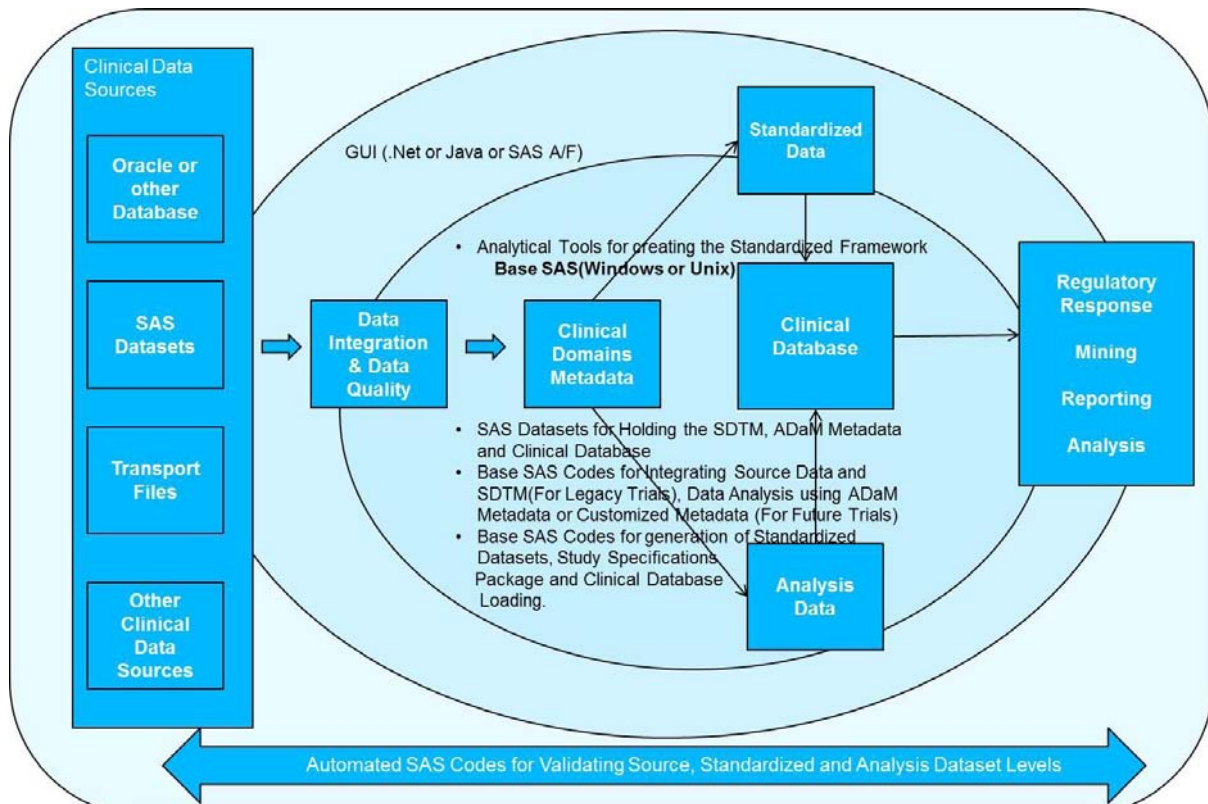 Clinical Data
Sources
Oracle or
other
Database
SAS
Datasets
Transport
Files
Other
Clinical
Data
Sources
GUI (.Net or Java or SAS A/F)
Data
Integration
& Data
Quality
• Analytical Tools for creating the Standardized Framework
Base SAS(Windows or Unix)
Clinical
Domains
Metadata
Standardized
Data
Clinical
Database
• SAS Datasets for Holding the SDTM, ADaM Metadata
and Clinical Database
• Base SAS Codes for Integrating Source Data and
SDTM(For Legacy Trials), Data Analysis using ADaM
Metadata or Customized Metadata (For Future Trials)
• Base SAS Codes for generation of Standardized
Datasets, Study Specifications
Package and Clinical Database
Loading.
Analysis
Data
Regulatory
Response
Mining
Reporting
Analysis
Automated SAS Codes for Validating Source, Standardized and Analysis Dataset Levels